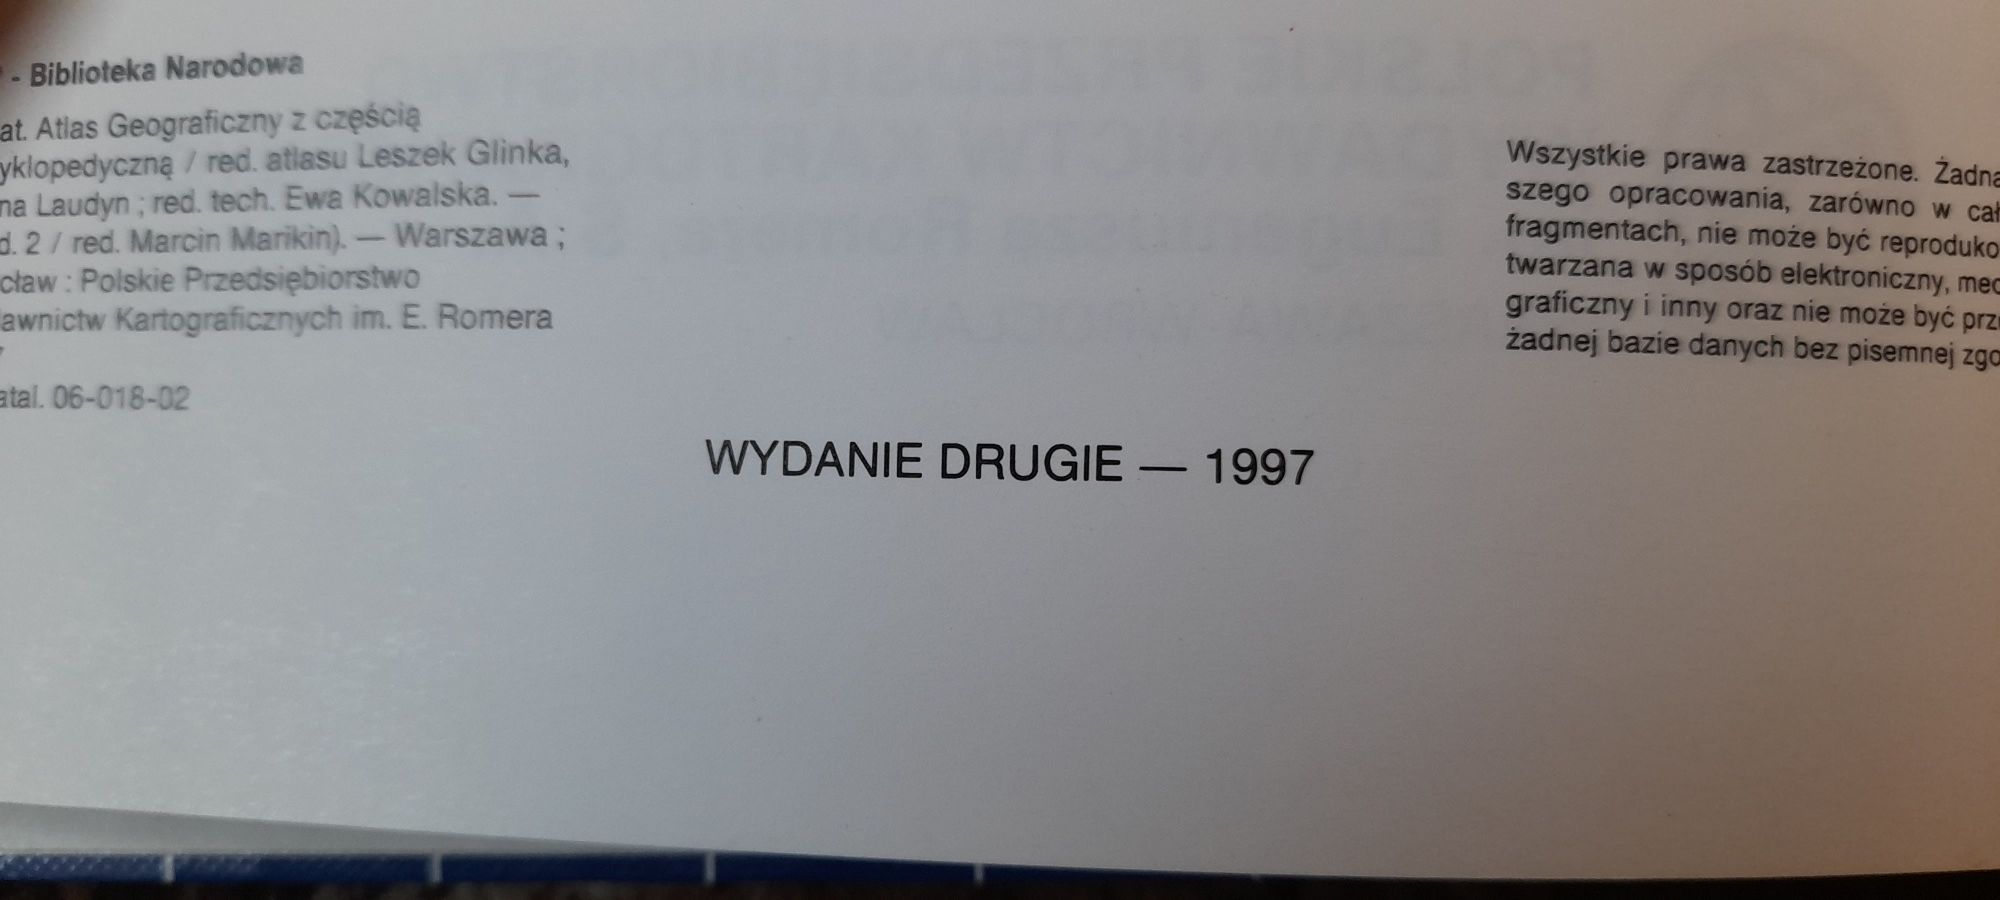 - Biblioteka Narodowa
at. Atlas Geograficzny z częścią
yklopedyczną / red. atlasu Leszek Glinka,
na Laudyn ; red. tech. Ewa Kowalska. —
d. 2 / red. Marcin Marikin). — Warszawa ;
cław : Polskie Przedsiębiorstwo
awnictw Kartograficznych im. E. Romera
atal. 06-018-02
WYDANIE DRUGIE — 1997
Wszystkie prawa zastrzeżone. Żadna
szego opracowania, zarówno w cał
fragmentach, nie może być reproduko
twarzana w sposób elektroniczny, mec
graficzny i inny oraz nie może być prze
żadnej bazie danych bez pisemnej zgo